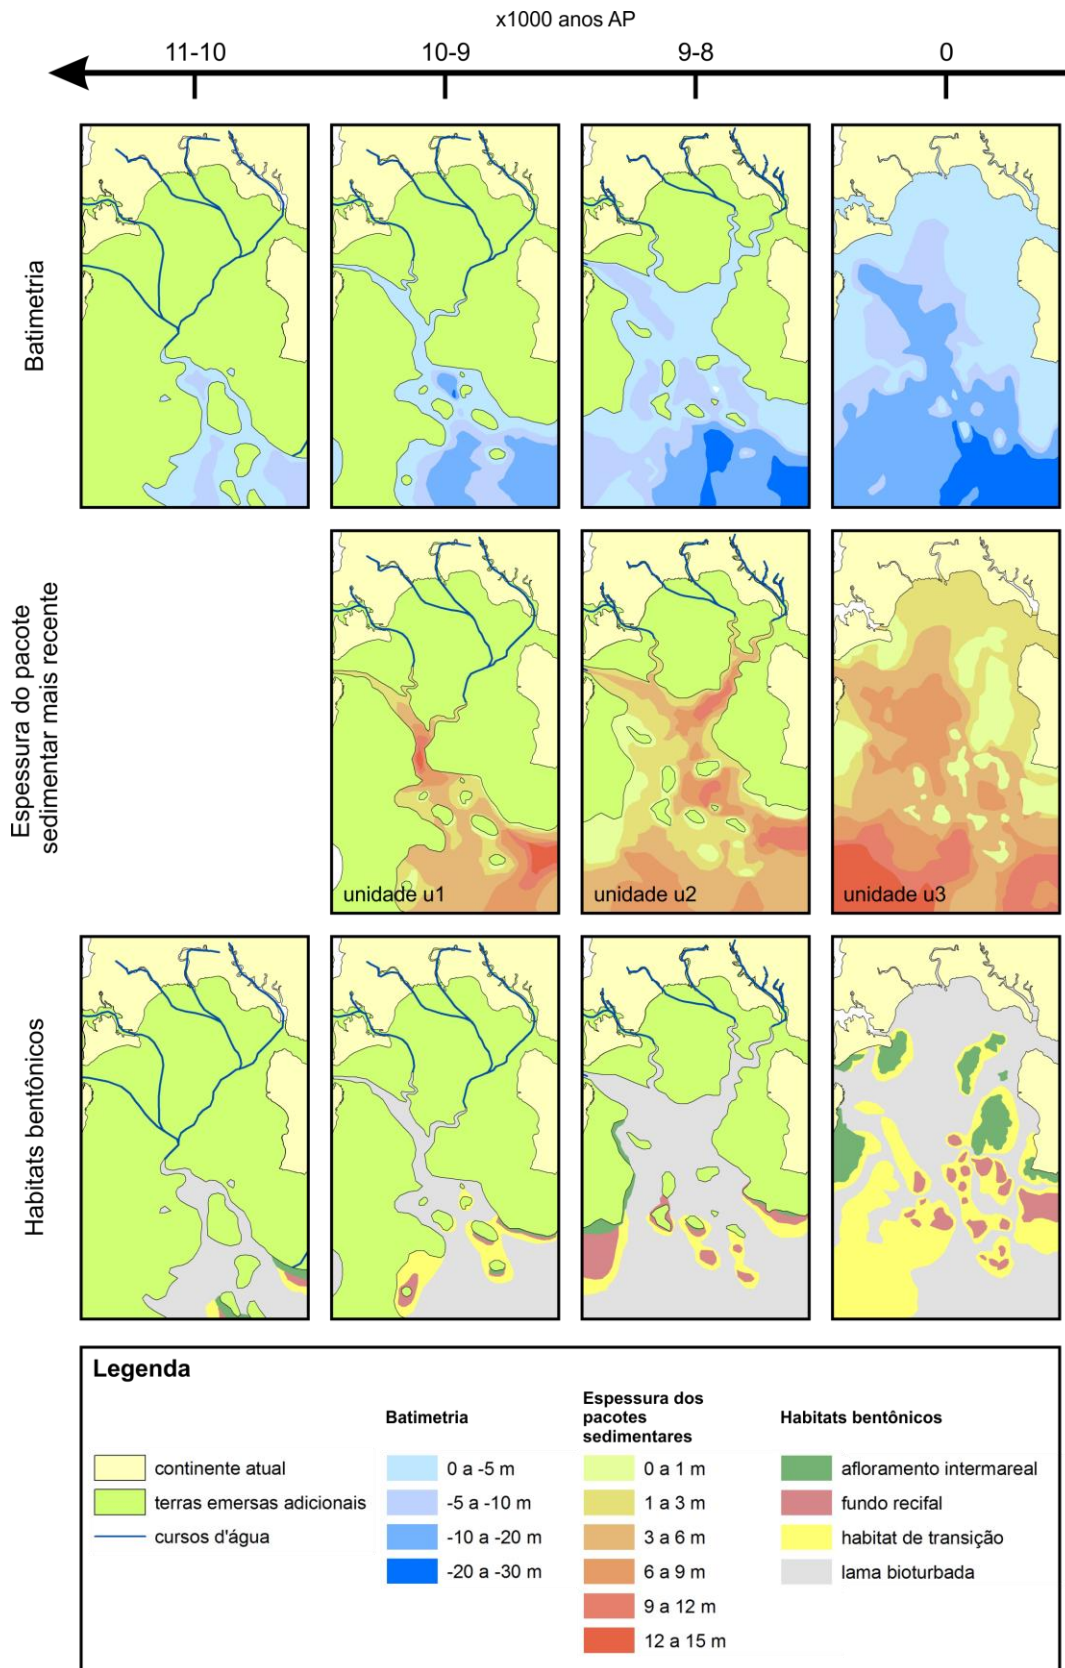 x1000 anos AP
11-10
10-9
9-8
0
Batimetria
Espessura do pacote
sedimentar mais recente
unidade u1
unidade u2
unidade u3
Habitats bentônicos
Legenda
continente atual
terras emersas adicionais
cursos d'água
Batimetria
0 a -5 m
-5 a -10 m
-10 a -20 m
-20 a -30 m
Espessura dos
pacotes
sedimentares
0 a 1 m
1 a 3 m
3 a 6 m
6 a 9 m
9 a 12 m
12 a 15 m
Habitats bentônicos
afloramento intermareal
fundo recifal
habitat de transição
lama bioturbada